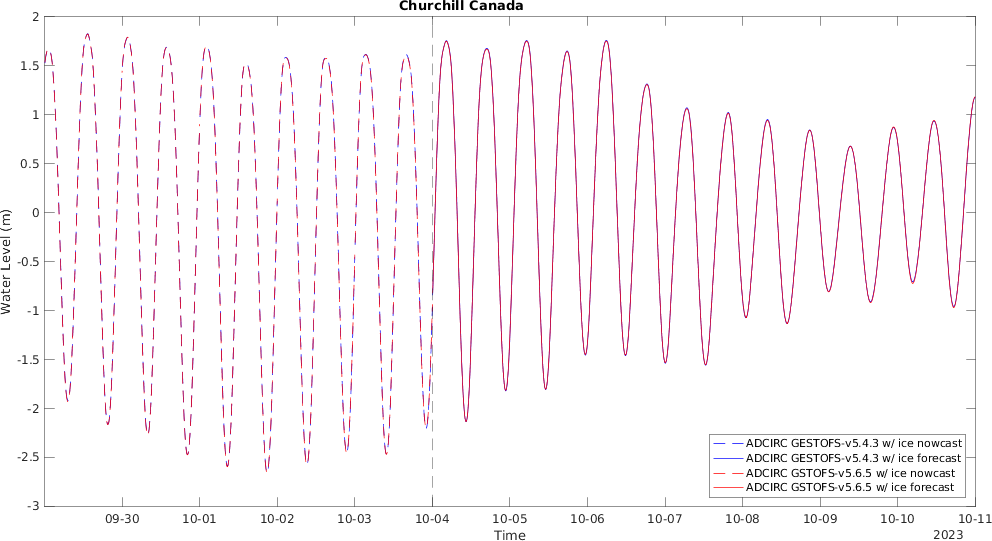 Churchill Canada
2
1.5
1
0.5
0
-0.5
-1
-1.5
-2
-2.5
-3
Water Level (m)
ADCIRC GESTOFS-v5.4.3 w/ ice nowcast
ADCIRC GESTOFS-v5.4.3 w/ ice forecast
ADCIRC GSTOFS-v5.6.5 w/ ice nowcast
ADCIRC GSTOFS-v5.6.5 w/ ice forecast
09-30 10-01 10-02 10-03 10-04 10-05 10-06 10-07 10-08 10-09 10-10 10-11
Time
2023